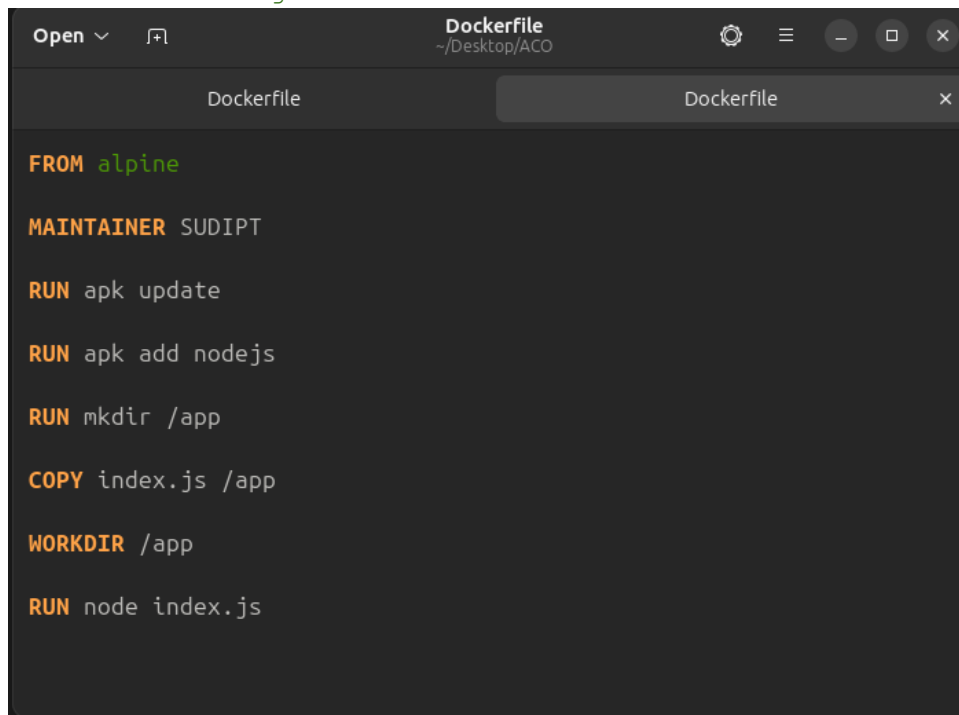 Open
Dockerfile
~/Desktop/ACO
Dockerfile
Dockerfile
FROM alpine
MAINTAINER SUDIPT
RUN apk update
RUN apk add nodejs
RUN mkdir /app
COPY index.js /app
WORKDIR /app
RUN node index.js